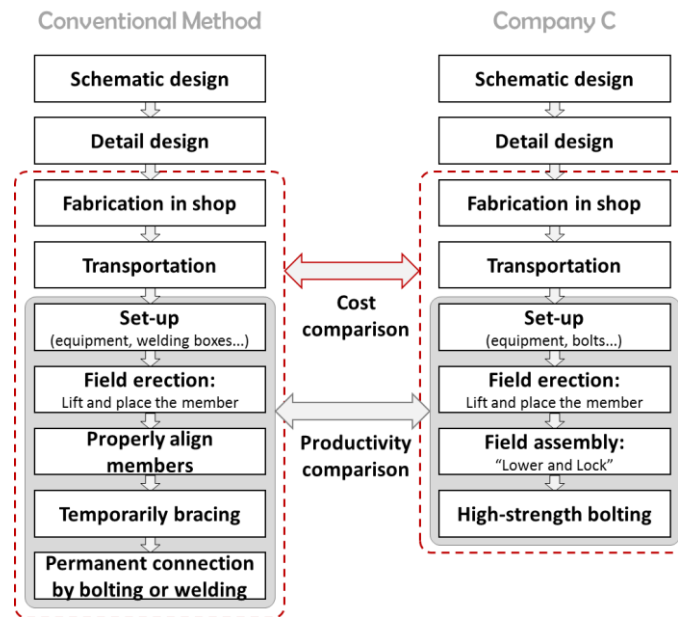 Conventional Method
Schematic design
Detail design
Fabrication in shop
Transportation
Set-up
(equipment, welding boxes...)
Field erection:
Lift and place the member
Properly align
members
Temporarily bracing
Permanent connection
by bolting or welding
Cost
comparison
Productivity
comparison
Company C
Schematic design
Detail design
Fabrication in shop
Transportation
Set-up
(equipment, bolts...)
Field erection:
Lift and place the member
Field assembly:
“Lower and Lock”
High-strength bolting